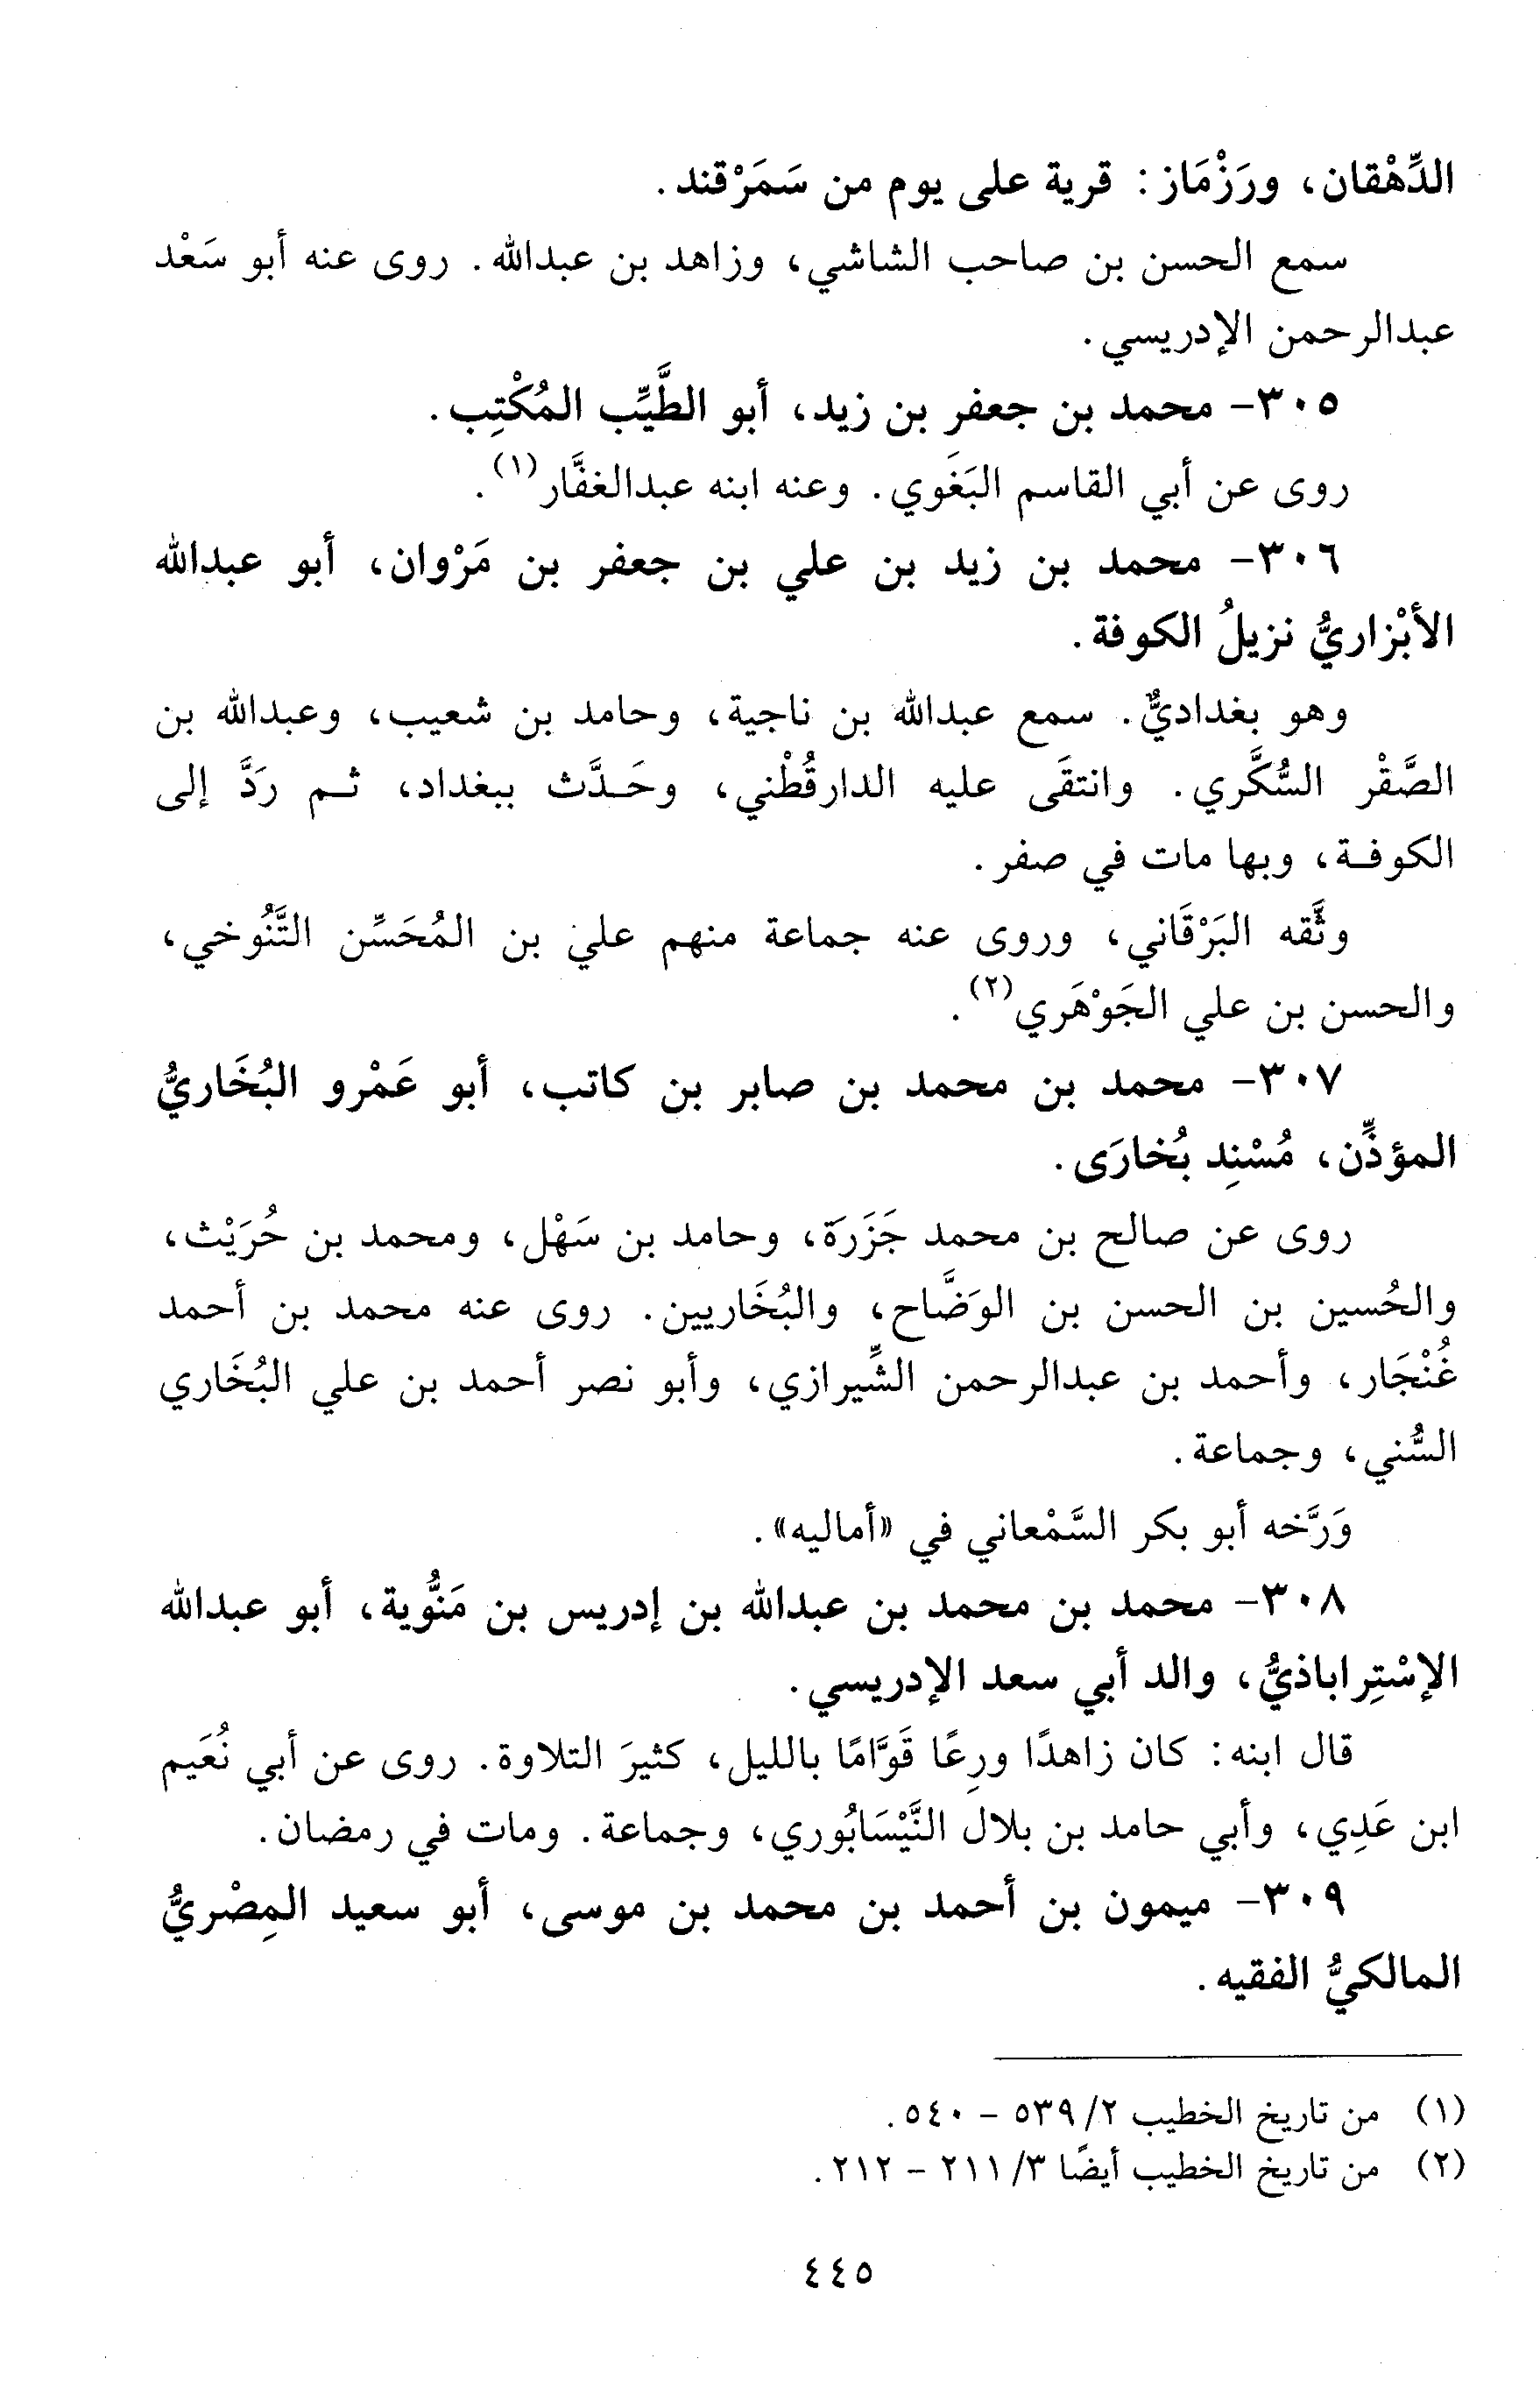 الدِّهْقان، ورَزْمَاز: قرية على يوم من سَمَرْقند.
سمع الحسن بن صاحب الشاشي، وزاهد بن عبدالله. روى عنه أبو سَعْد
عبدالرحمن الإدريسي.
٣٠٥- محمد بن جعفر بن زيد، أبو الطَّيِّب المُكْتِب.
روى عن أبي القاسم البَغَوي. وعنه ابنه عبدالغفَّار(١).
٣٠٦- محمد بن زيد بن علي بن جعفر بن مَرْوان، أبو عبدالله
الأبْزاريُّ نزيلُ الكوفة.
وهو بغداديٌّ. سمع عبدالله بن ناجية، وحامد بن شعيب، وعبدالله بن
الصَّقْر السُّكَّري. وانتقَى عليه الدارقُطْني، وحَـدَّث ببغداد، ثـم رَدَّ إلى
الكوفـة، وبها مات في صفر.
وثَّقه البَرْقَاني، وروى عنه جماعة منهم علي بن المُحَسِّن التَّنُوخي،
والحسن بن علي الجَوْهَري(٢).
٣٠٧- محمد بن محمد بن صابر بن كاتب، أبو عَمْرو البُخَاريُّ
المؤذِّن، مُسْنِد بُخارَى.
روى عن صالح بن محمد جَزَرَة، وحامد بن سَهْل، ومحمد بن حُرَيْث،
والحُسين بن الحسن بن الوَضَّاح، والبُخَاريين. روى عنه محمد بن أحمد
غُنْجَار، وأحمد بن عبدالرحمن الشِّيرازي، وأبو نصر أحمد بن علي البُخَاري
السُّني، وجماعة.
وَرَّخه أبو بكر السَّمْعاني في «أماليه».
٣٠٨- محمد بن محمد بن عبدالله بن إدريس بن مَنُّوية، أبو عبدالله
الإسْتِراباذيُّ، والد أبي سعد الإدريسي.
قال ابنه: كان زاهدًا ورِعًا قَوَّامًا بالليل، كثيرَ التلاوة. روى عن أبي نُعَيم
ابن عَدِي، وأبي حامد بن بلال النَّيْسَابُوري، وجماعة. ومات في رمضان.
٣٠٩- ميمون بن أحمد بن محمد بن موسى، أبو سعيد المِصْريُّ
المالكيُّ الفقيه.
(١) من تاريخ الخطيب ٢/ ٥٣٩ - ٥٤٠.
(٢) من تاريخ الخطيب أيضًا ٣/ ٢١١ - ٢١٢.
٤٤٥